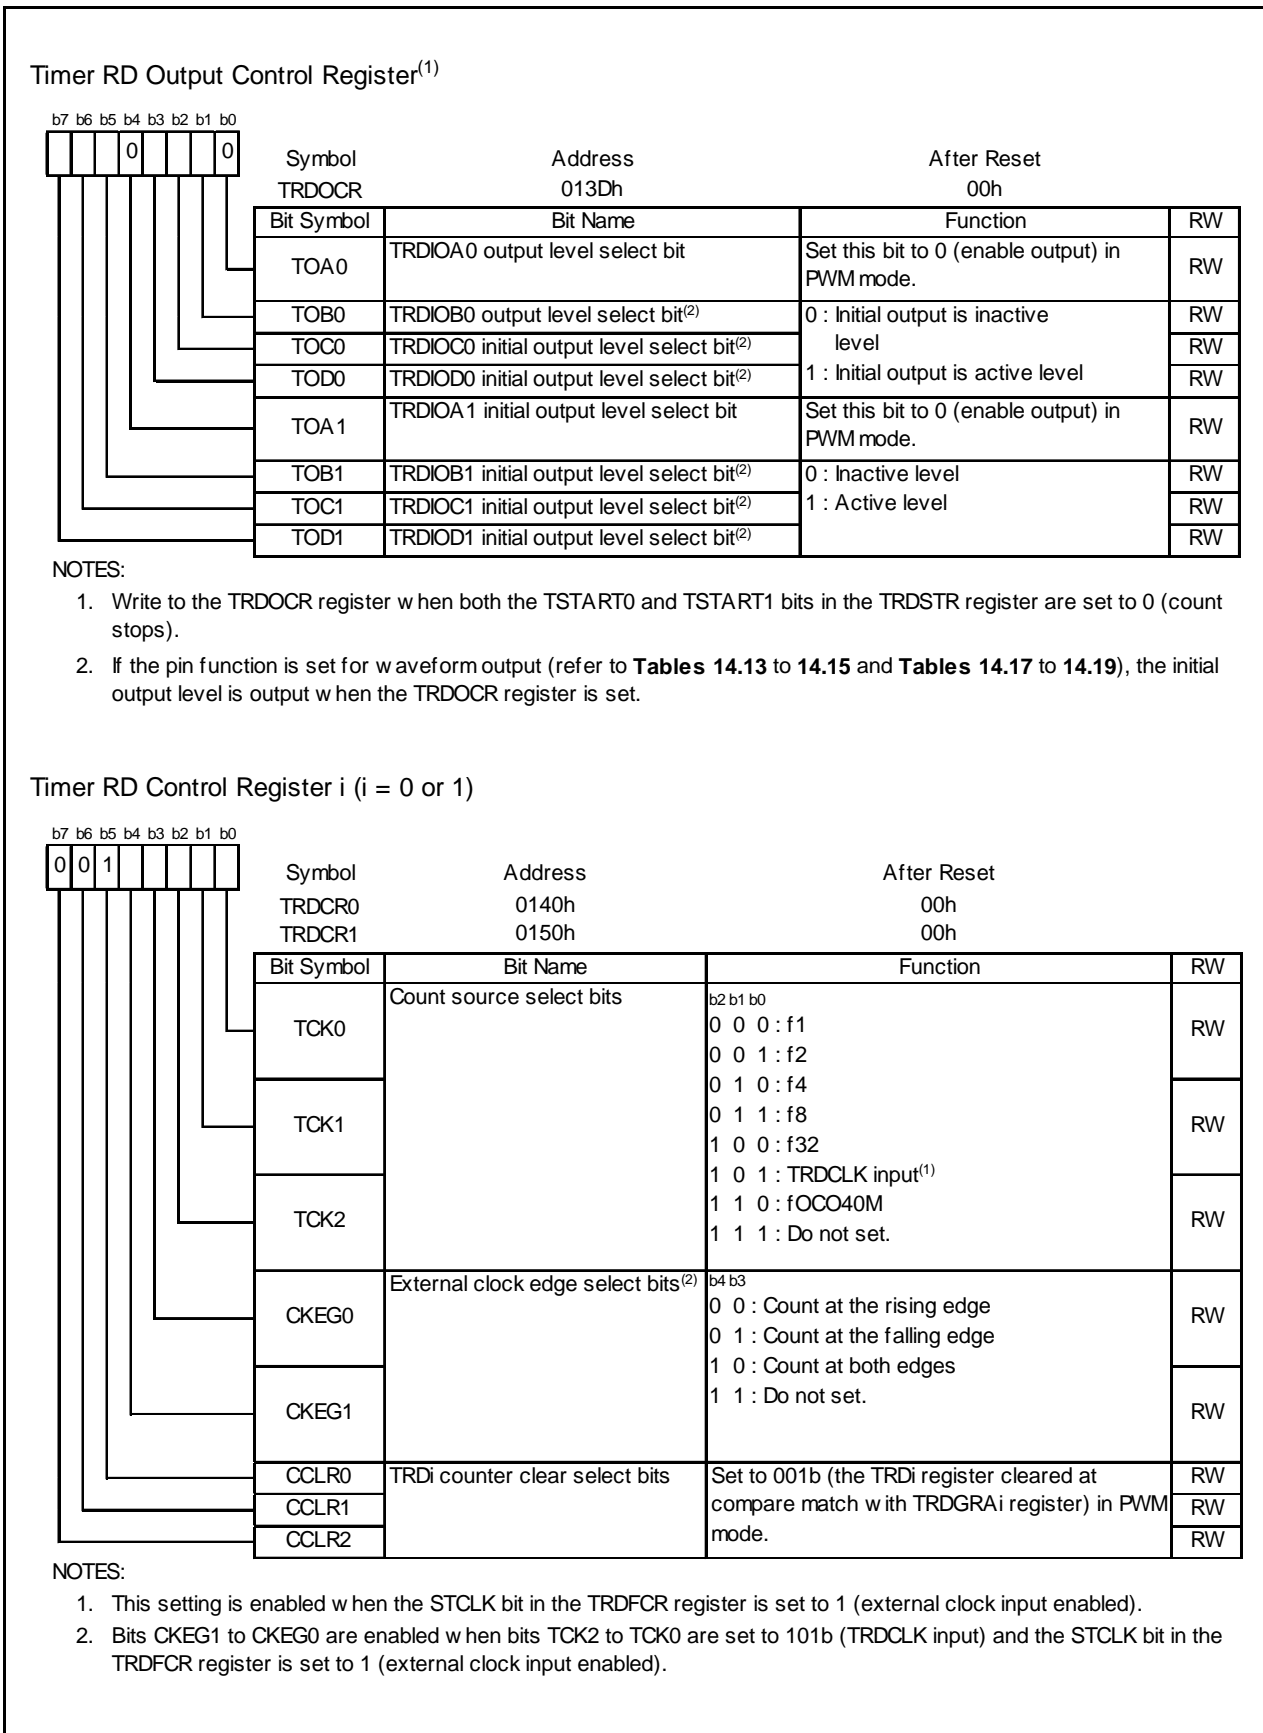 Timer RD Output Control Register(1)
b7 b6 b5 b4 b3 b2 b1 b0
0 0
Symbol Address After Reset
TRDOCR 013Dh 00h
Bit Symbol Bit Name Function RW
TOA0 TRDIOA0 output level select bit Set this bit to 0 (enable output) in PWM mode. RW
TOB0 TRDIOB0 output level select bit(2) 0 : Initial output is inactive RW
TOC0 TRDIOC0 initial output level select bit(2) level RW
TOD0 TRDIOD0 initial output level select bit(2) 1 : Initial output is active level RW
TOA1 TRDIOA1 initial output level select bit Set this bit to 0 (enable output) in PWM mode. RW
TOB1 TRDIOB1 initial output level select bit(2) 0 : Inactive level RW
TOC1 TRDIOC1 initial output level select bit(2) 1 : Active level RW
TOD1 TRDIOD1 initial output level select bit(2) RW
NOTES:
1. Write to the TRDOCR register when both the TSTART0 and TSTART1 bits in the TRDSTR register are set to 0 (count
stops).
2. If the pin function is set for waveform output (refer to Tables 14.13 to 14.15 and Tables 14.17 to 14.19), the initial
output level is output when the TRDOCR register is set.
Timer RD Control Register i (i = 0 or 1)
b7 b6 b5 b4 b3 b2 b1 b0
0 0 1
Symbol Address After Reset
TRDCR0 0140h 00h
TRDCR1 0150h 00h
Bit Symbol Bit Name Function RW
TCK0 Count source select bits b2 b1 b0 RW
0 0 0 : f1
0 0 1 : f2
0 1 0 : f4
TCK1 0 1 1 : f8 RW
1 0 0 : f32
1 0 1 : TRDCLK input(1)
TCK2 1 1 0 : fOCO40M RW
1 1 1 : Do not set.
External clock edge select bits(2) b4 b3
CKEG0 0 0 : Count at the rising edge RW
0 1 : Count at the falling edge
1 0 : Count at both edges
CKEG1 1 1 : Do not set. RW
CCLR0 TRDi counter clear select bits Set to 001b (the TRDi register cleared at RW
CCLR1 compare match with TRDGRAi register) in PWM RW
CCLR2 mode. RW
NOTES:
1. This setting is enabled when the STCLK bit in the TRDFCR register is set to 1 (external clock input enabled).
2. Bits CKEG1 to CKEG0 are enabled when bits TCK2 to TCK0 are set to 101b (TRDCLK input) and the STCLK bit in the
TRDFCR register is set to 1 (external clock input enabled).